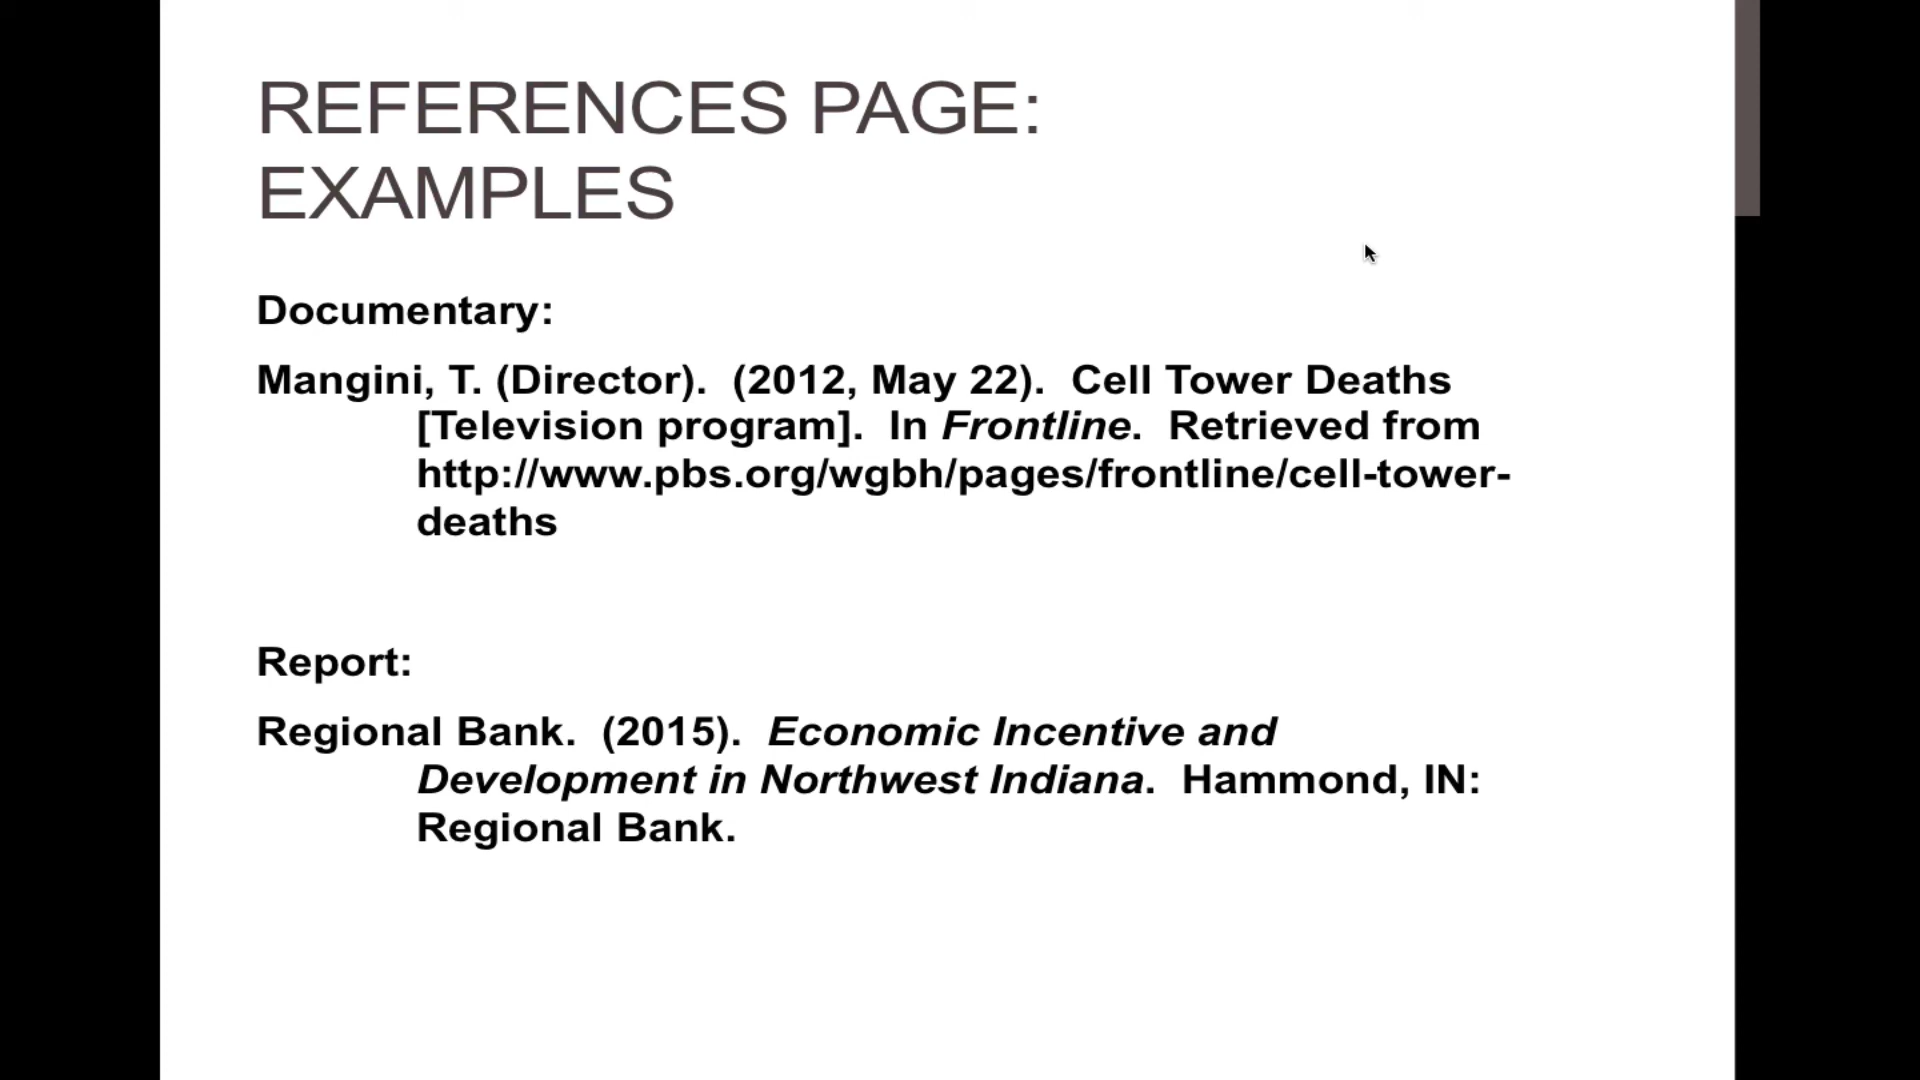 REFERENCES PAGE:
EXAMPLES
Documentary:
Mangini, T. (Director).  (2012, May 22).  Cell Tower Deaths
[Television program].  In Frontline.  Retrieved from
http://www.pbs.org/wgbh/pages/frontline/cell-tower-
deaths
Report:
Regional Bank.  (2015).  Economic Incentive and
Development in Northwest Indiana.  Hammond, IN:
Regional Bank.